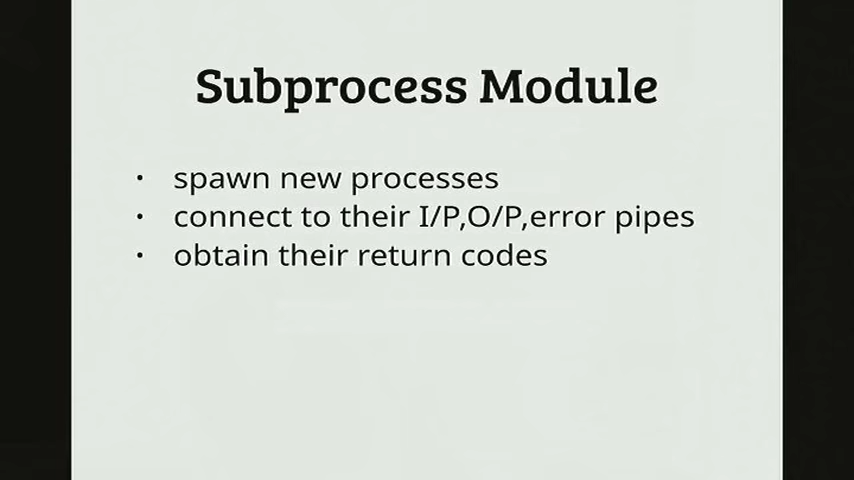 Subprocess Module
· spawn new processes
· connect to their I/P,O/P,error pipes
· obtain their return codes